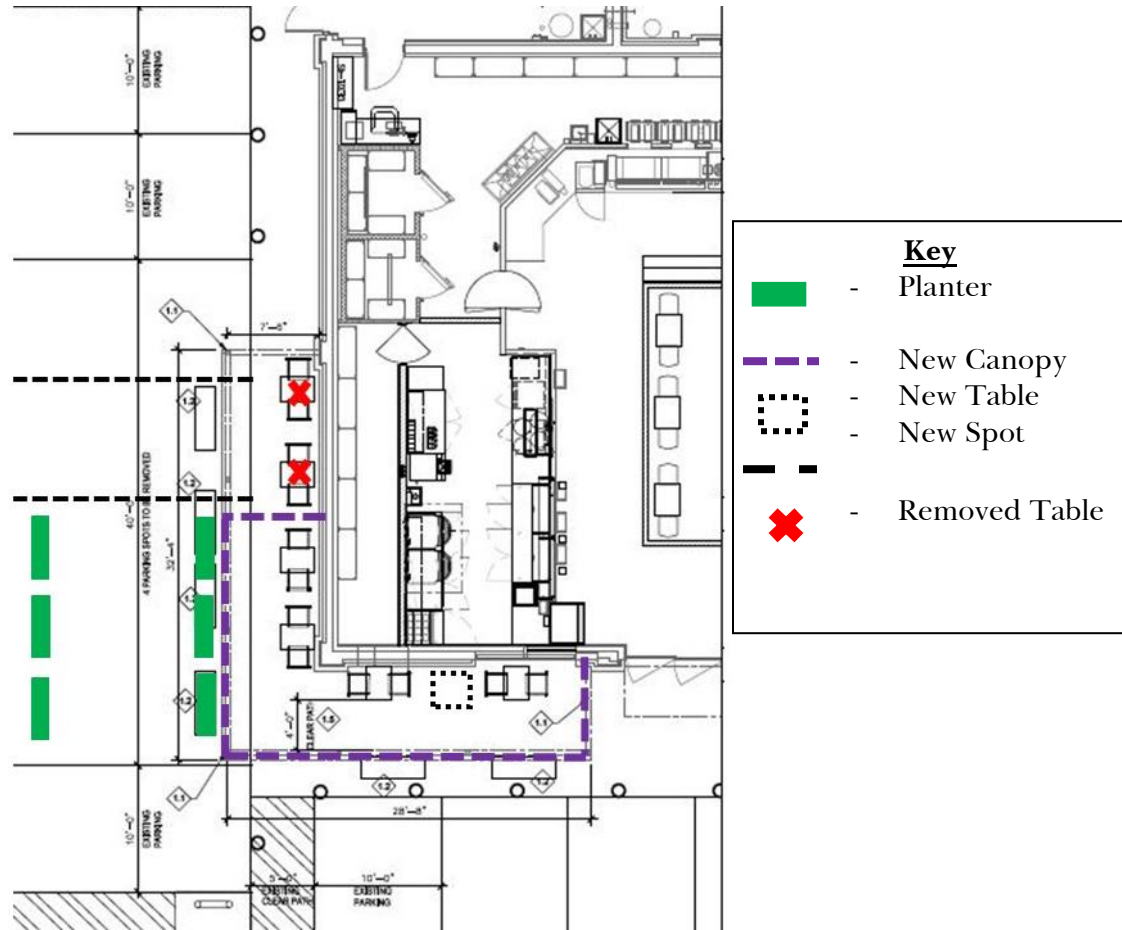 10'-0"
EXISTING
PARKING
10'-0"
EXISTING
PARKING
1.1
7'-6"
1.2
1.2
4 PARKING SPOTS TO BE REMOVED
40'-0"
32'-4"
1.2
1.2
1.5
4'-0"
CLEAR PATH
1.1
1.1
1.2
1.2
28'-8"
10'-0"
EXISTING
PARKING
5'-0"
EXISTING
CLEAR PATH
10'-0"
EXISTING
PARKING
Key
- Planter
- New Canopy
- New Table
- New Spot
- Removed Table